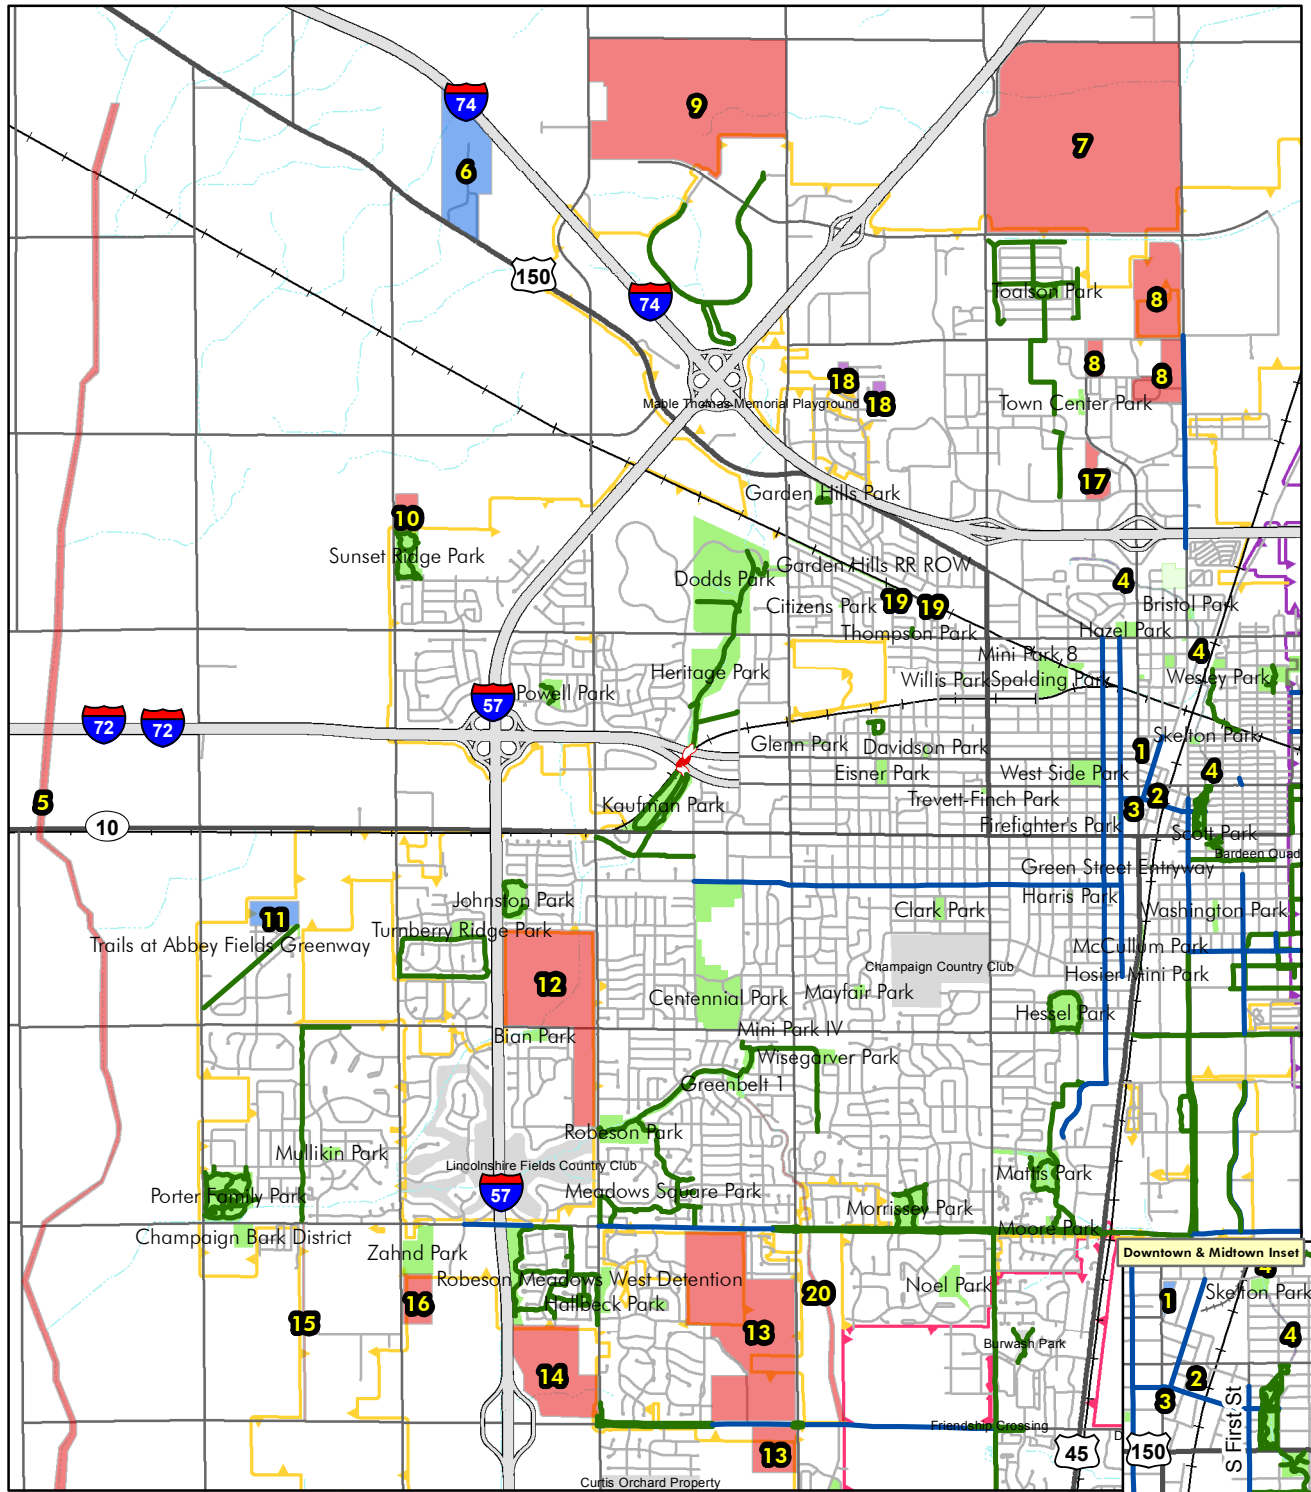 74
9
7
6
150
74
Toalson Park
8
8
8
18
18
Mable Thomas Memorial Playground
Town Center Park
17
Garden Hills Park
10
Sunset Ridge Park
Dodds Park
Garden Hills RR ROW
4
Citizens Park
19
19
Bristol Park
Thompson Park
Hazel Park
Mini Park 8
4
Heritage Park
Willis Park
Spalding Park
Wesley Park
57
Powell Park
72
72
Skelton Park
Glenn Park
Davidson Park
1
Eisner Park
West Side Park
4
5
Kaufman Park
Trevett-Finch Park
2
3
10
Firefighter's Park
Scott Park
Bardeen Quad
Green Street Entryway
Johnston Park
Harris Park
11
Clark Park
Washington Park
Turnberry Ridge Park
Trails at Abbey Fields Greenway
McCullum Park
Champaign Country Club
Hosier Mini Park
12
Centennial Park
Mayfair Park
Hessel Park
Bian Park
Mini Park IV
Wisegarver Park
Greenbelt 1
Robeson Park
Mullikin Park
Lincolnshire Fields Country Club
Mattis Park
57
Porter Family Park
Meadows Square Park
Morrissey Park
Moore Park
Champaign Bark District
Zahnd Park
Downtown & Midtown Inset
4
Robeson Meadows West Detention
Noel Park
20
1
Skelton Park
16
Hallbeck Park
15
13
4
Burwash Park
14
2
3
Friendship Crossing
S First St
D
13
45
150
Curtis Orchard Property